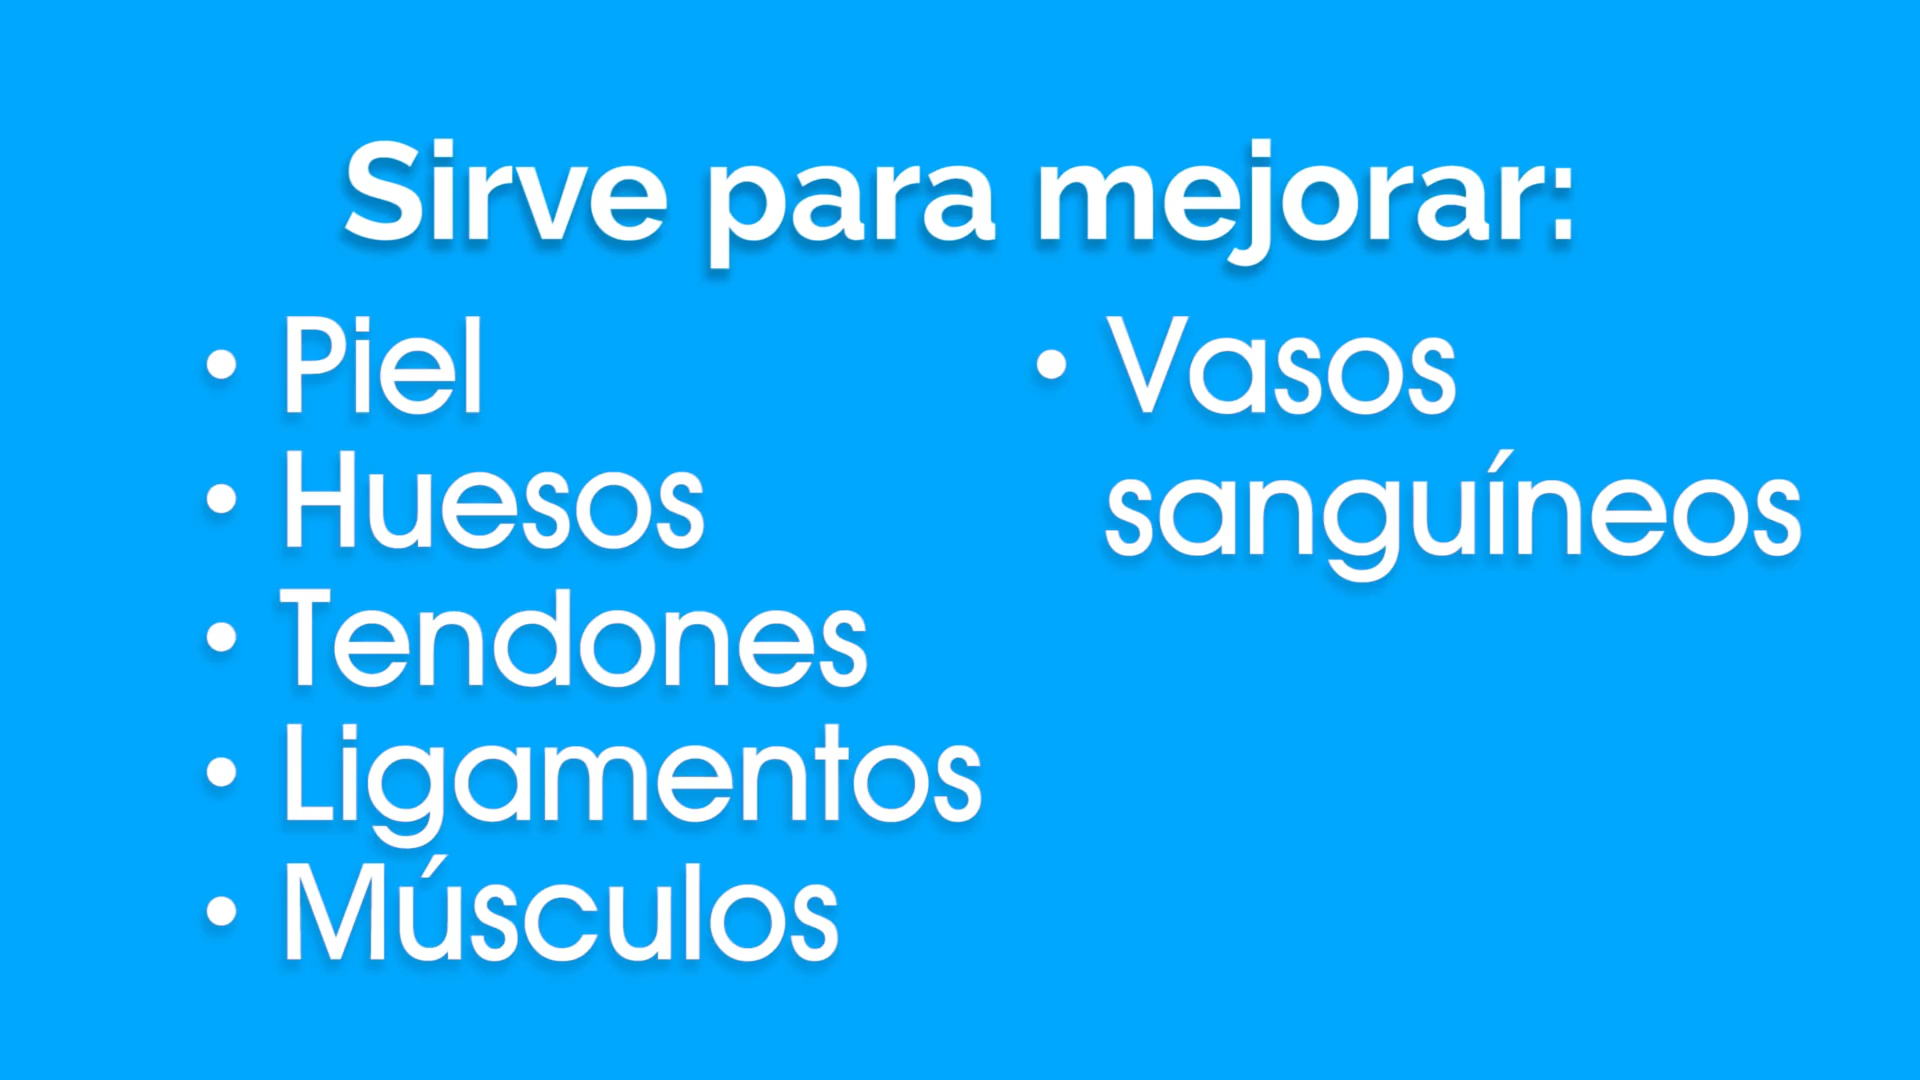 Sirve para mejorar:
• Piel
• Huesos
• Tendones
• Ligamentos
• Músculos
• Vasos
sanguíneos